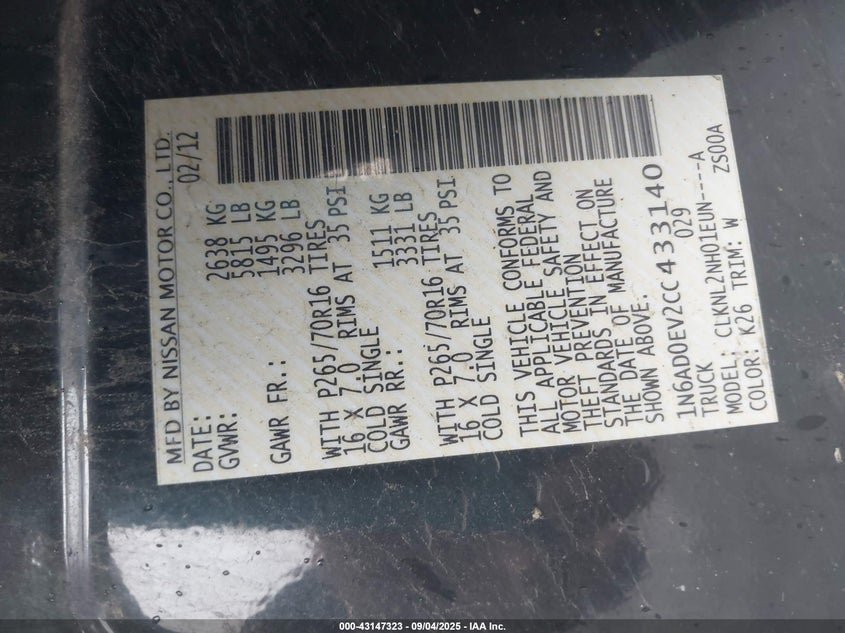 MFD BY NISSAN MOTOR CO., LTD.
DATE: 02/12
GVWR: 2638 KG
5815 LB
GAWR FR.: 1495 KG
3296 LB
WITH P265/70R16 TIRES
16 X 7.0 RIMS AT 35 PSI
COLD SINGLE
GAWR RR.: 1511 KG
3331 LB
WITH P265/70R16 TIRES
16 X 7.0 RIMS AT 35 PSI
COLD SINGLE
THIS VEHICLE CONFORMS TO
ALL APPLICABLE FEDERAL
MOTOR VEHICLE SAFETY AND
THEFT PREVENTION
STANDARDS IN EFFECT ON
THE DATE OF MANUFACTURE
SHOWN ABOVE.
1N6AD0EV2CC433140
TRUCK 029
MODEL: CLKNL2NH01EUN----A
COLOR: K26 TRIM: W ZS00A
000-43147323 - 09/04/2025 - IAA Inc.